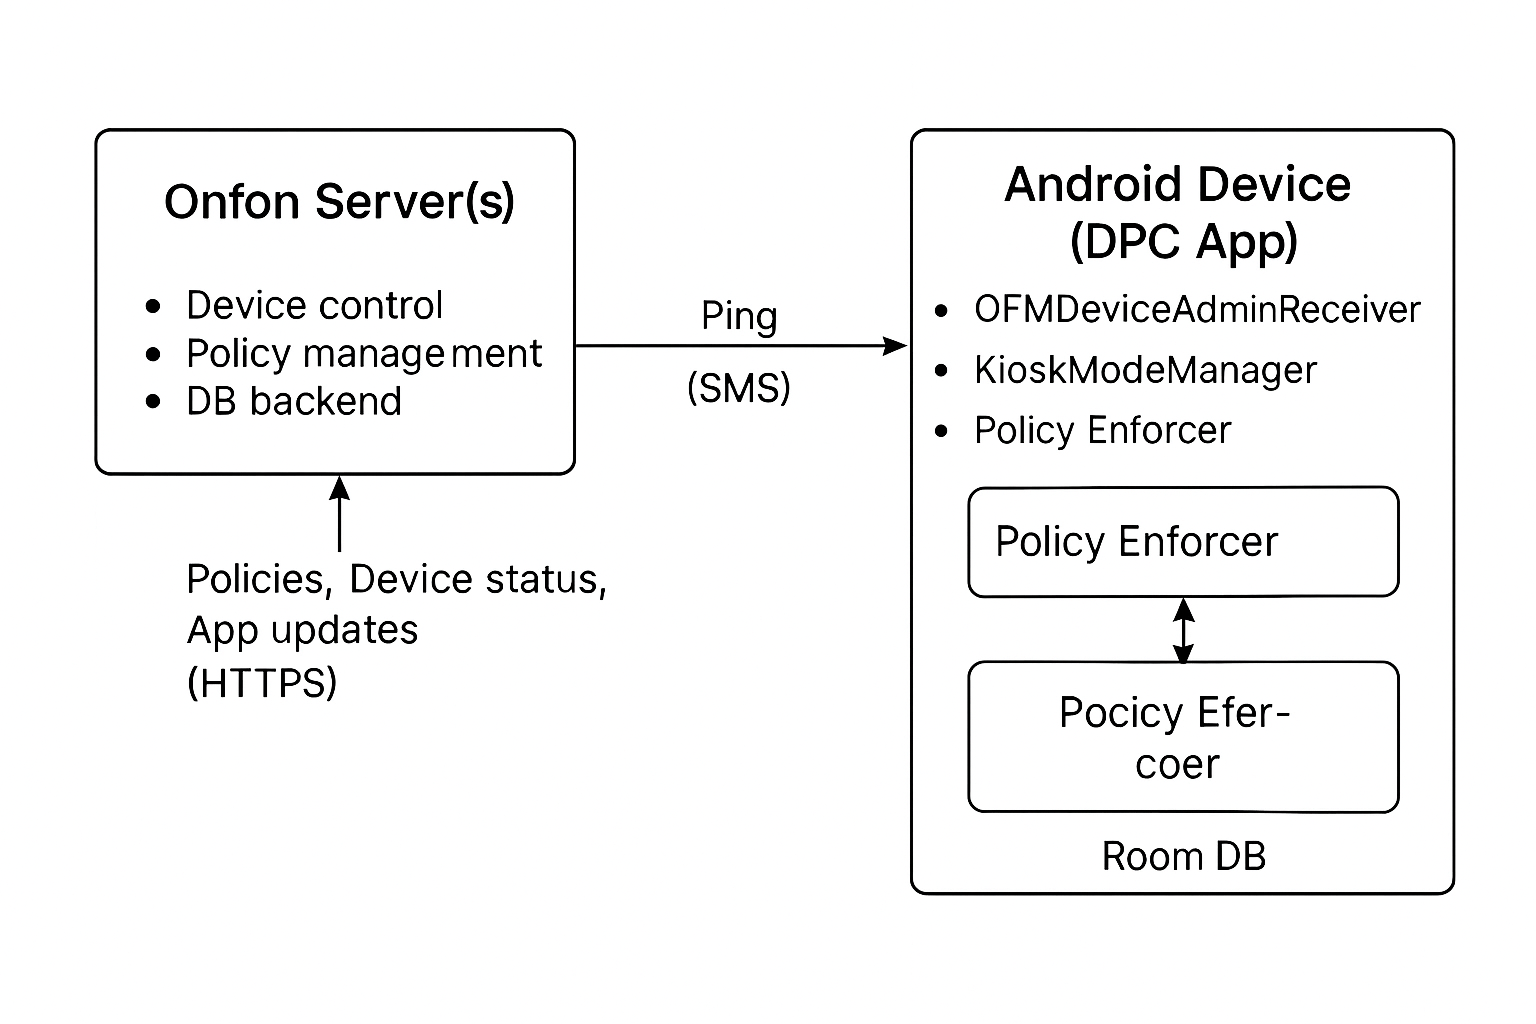 Onfon Server(s)
• Device control
• Policy management
• DB backend
Ping
(SMS)
Policies, Device status,
App updates
(HTTPS)
Android Device
(DPC App)
• OFMDeviceAdminReceiver
• KioskModeManager
• Policy Enforcer
Policy Enforcer
Pocicy Efer-
coer
Room DB